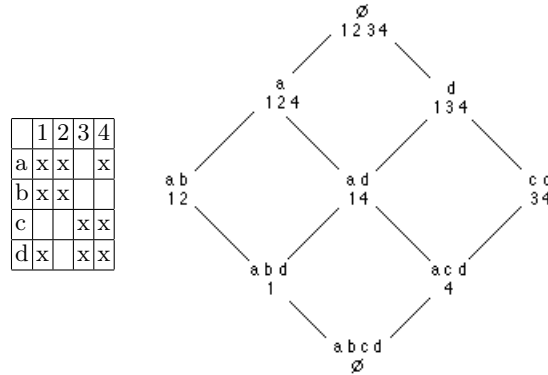 1 2 3 4
a x x x
b x x
c x x
d x x x
Ø
1 2 3 4
a
1 2 4
d
1 3 4
a b
1 2
a d
1 4
c d
3 4
a b d
1
a c d
4
a b c d
Ø